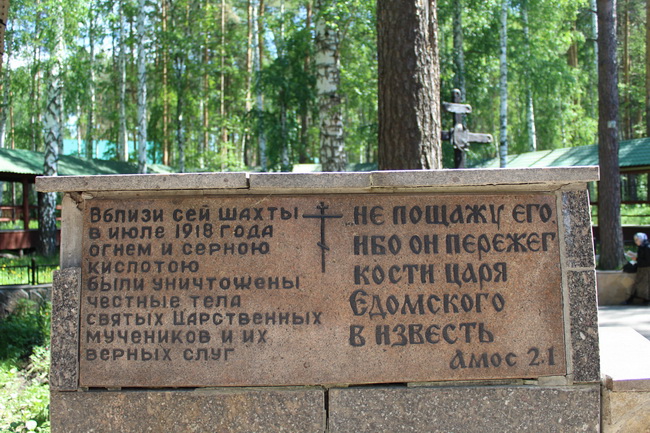 Вблизи сей шахты
в июле 1918 года
огнем и серною
кислотою
были уничтожены
честные тела
святых Царственных
мучеников и их
верных слуг
Не пощажу его,
ибо он пережег
кости царя
Едомского
в известь
Амос 2.1